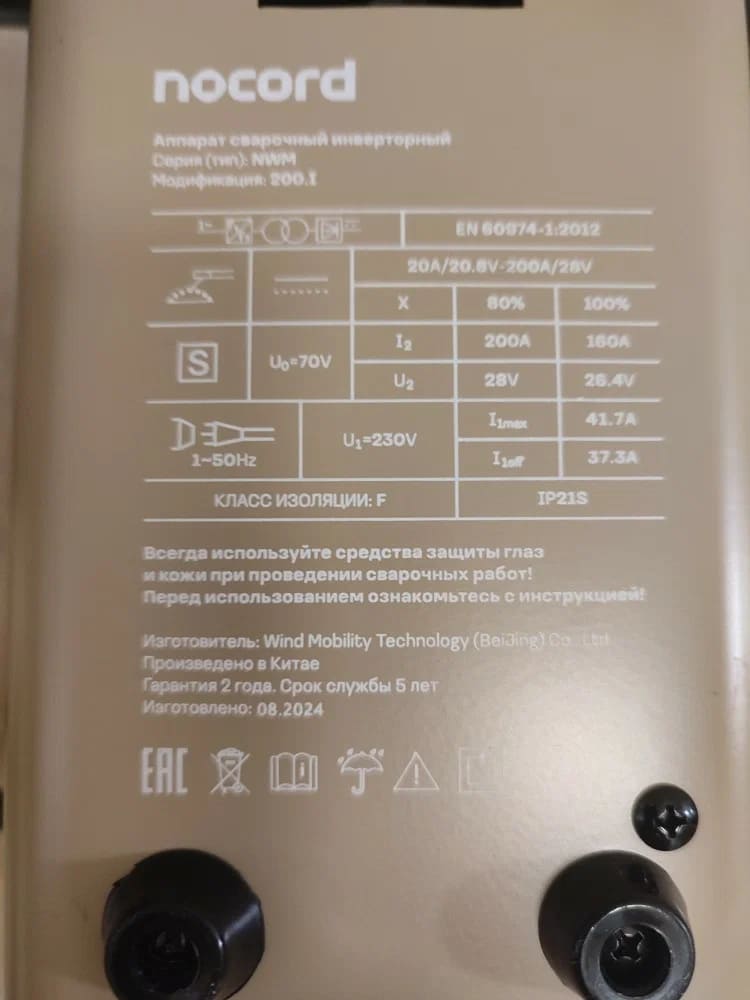 nocord
Аппарат сварочный инверторный
Серия (тип): NWM
Модификация: 200.I
1~
EN 60974-1:2012
20A/20.8V-200A/28V
X 80% 100%
S
U0=70V
I2 200A 160A
U2 28V 26.4V
1~50Hz
U1=230V
I1max 41.7A
I1eff 37.3A
КЛАСС ИЗОЛЯЦИИ: F
IP21S
Всегда используйте средства защиты глаз
и кожи при проведении сварочных работ!
Перед использованием ознакомьтесь с инструкцией!
Изготовитель: Wind Mobility Technology (BeiJing) Co., Ltd
Произведено в Китае
Гарантия 2 года. Срок службы 5 лет
Изготовлено: 08.2024
EAC